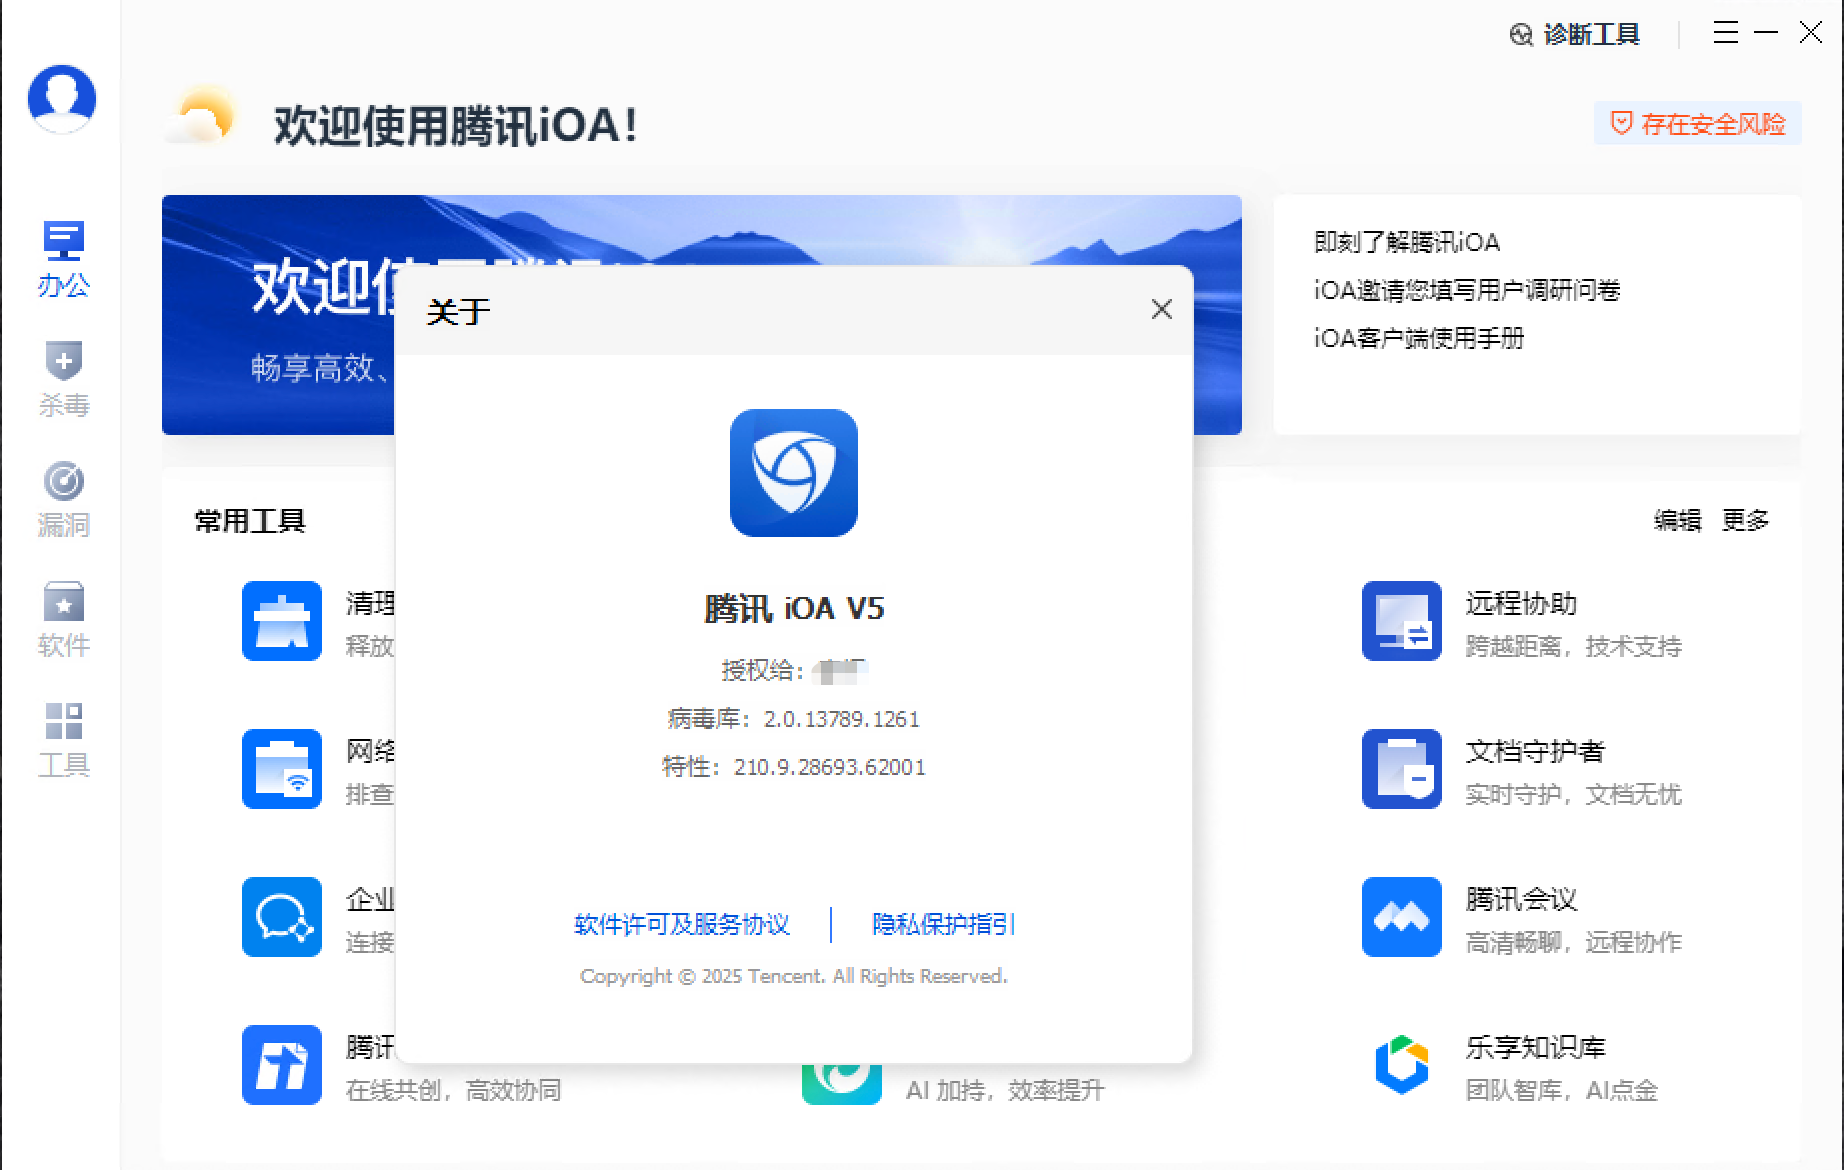 诊断工具
欢迎使用腾讯iOA!
存在安全风险
欢迎使
畅享高效、
即刻了解腾讯iOA
iOA邀请您填写用户调研问卷
iOA客户端使用手册
办公
杀毒
漏洞
软件
工具
关于
腾讯 iOA V5
授权给:
病毒库: 2.0.13789.1261
特性: 210.9.28693.62001
软件许可及服务协议
隐私保护指引
Copyright © 2025 Tencent. All Rights Reserved.
常用工具
编辑 更多
清理
释放
远程协助
跨越距离，技术支持
网络
排查
文档守护者
实时守护，文档无忧
企业
连接
腾讯会议
高清畅聊，远程协作
腾讯
在线共创，高效协同
AI 加持，效率提升
乐享知识库
团队智库，AI点金